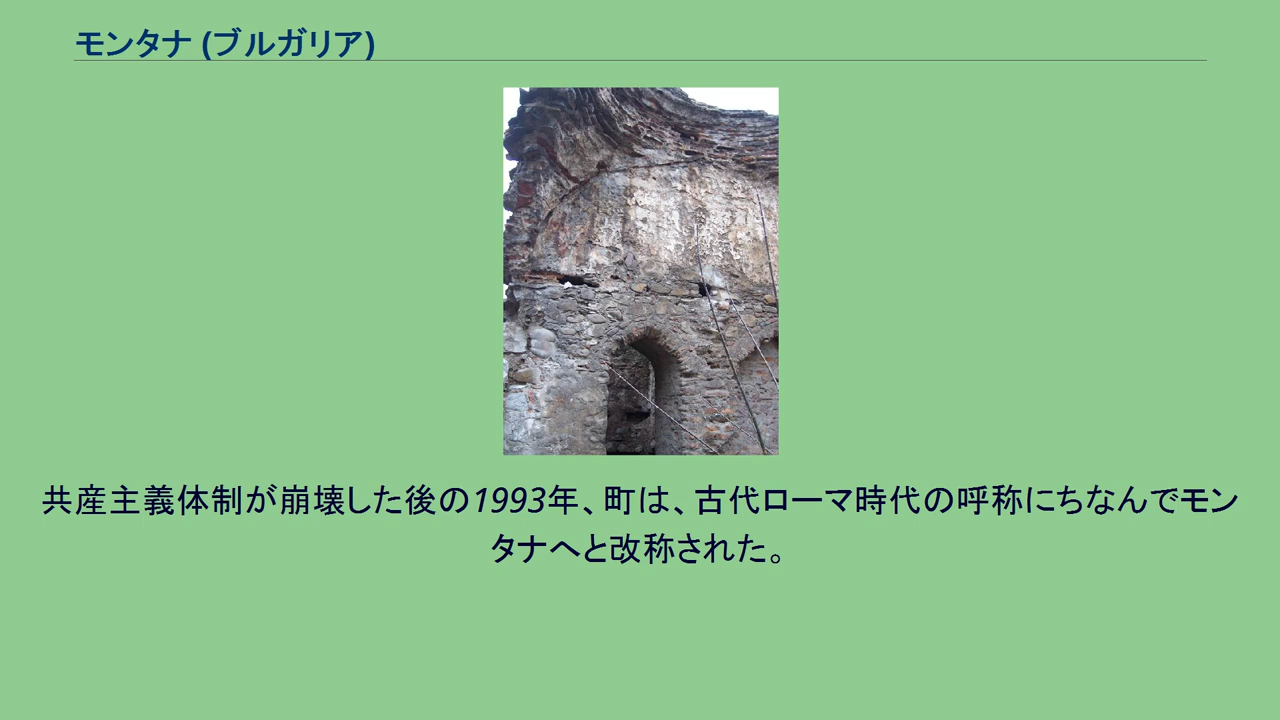 モンタナ (ブルガリア)
共産主義体制が崩壊した後の1993年、町は、古代ローマ時代の呼称にちなんでモン
タナへと改称された。